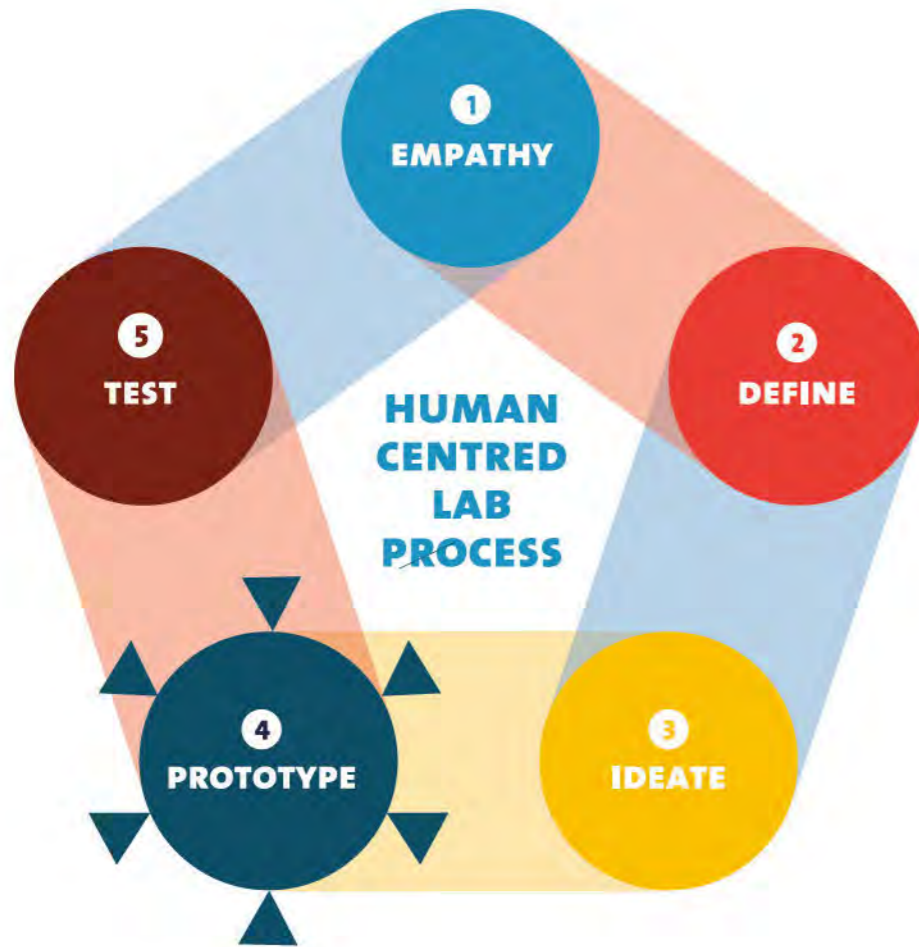 1
EMPATHY
2
DEFINE
3
IDEATE
4
PROTOTYPE
5
TEST
HUMAN
CENTRED
LAB
PROCESS